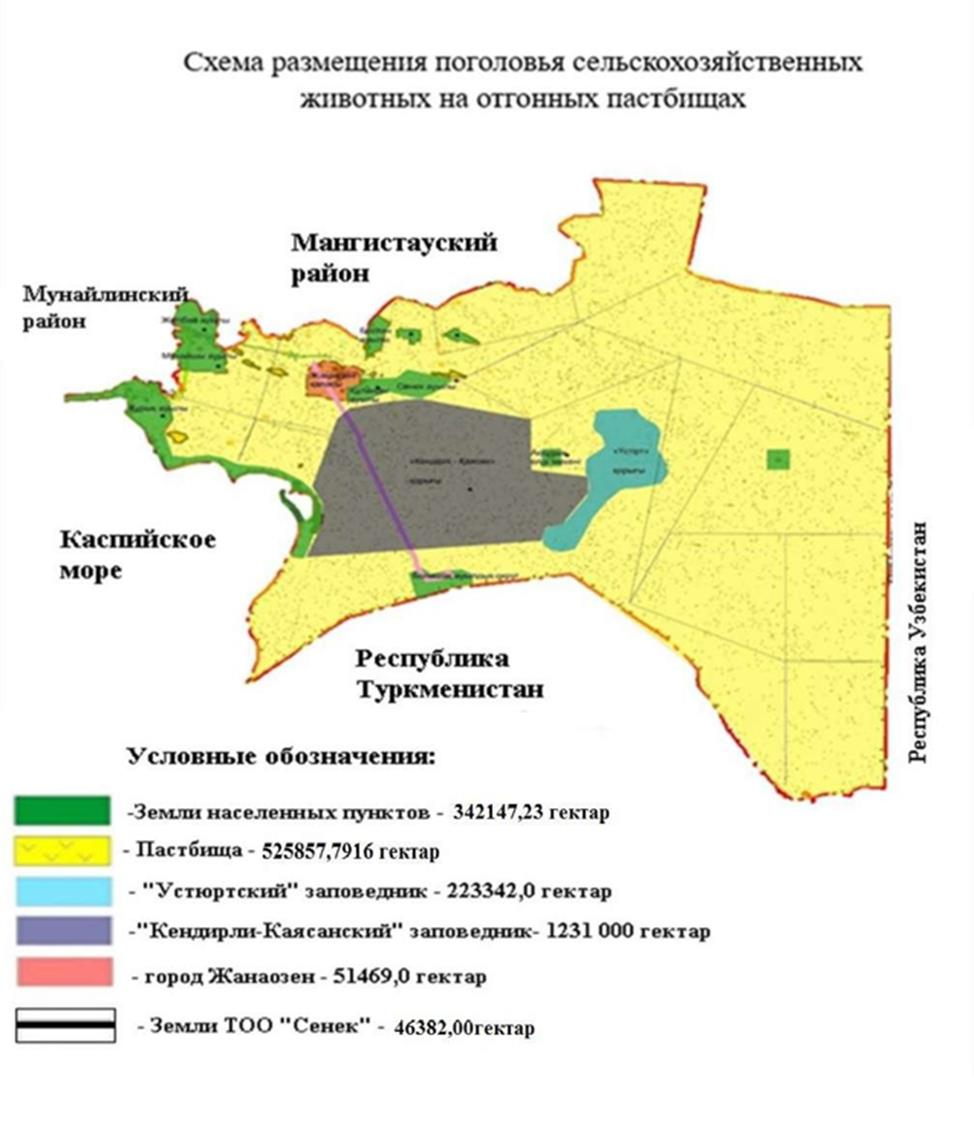 Схема размещения поголовья сельскохозяйственных
животных на отгонных пастбищах
Мангистауский
район
Мунайлинский
район
Каспийское
море
Республика
Туркменистан
Республика Узбекистан
Условные обозначения:
-Земли населенных пунктов - 342147,23 гектар
- Пастбища - 525857,7916 гектар
- "Устюртский" заповедник - 223342,0 гектар
-"Кендирли-Каясанский" заповедник- 1231 000 гектар
- город Жанаозен - 51469,0 гектар
- Земли ТОО "Сенек" - 46382,00гектар